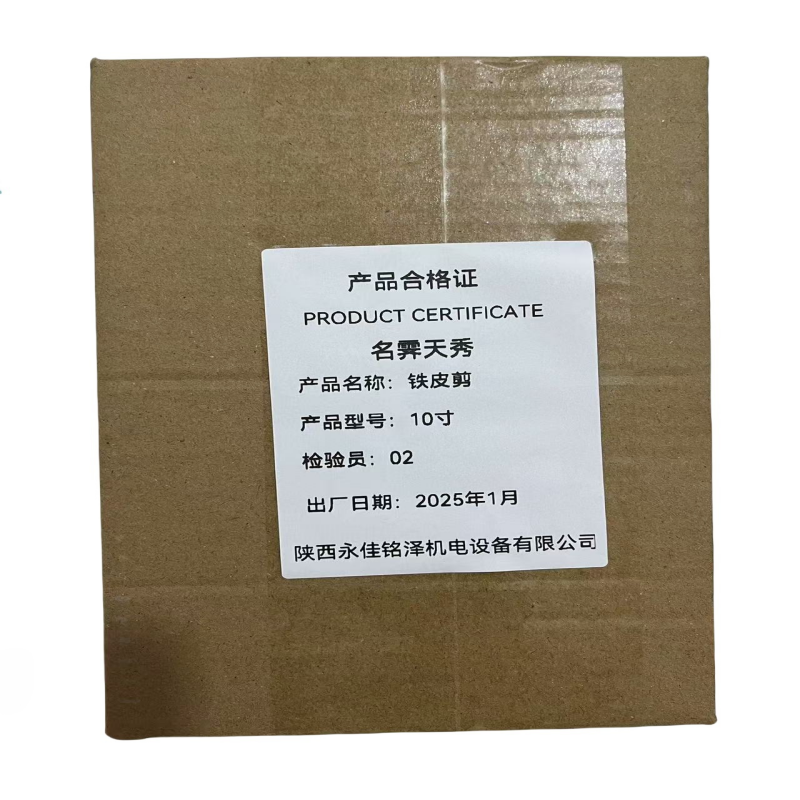 产品合格证
PRODUCT CERTIFICATE
名霁天秀
产品名称：铁皮剪
产品型号：10寸
检验员：02
出厂日期：2025年1月
陕西永佳铭泽机电设备有限公司